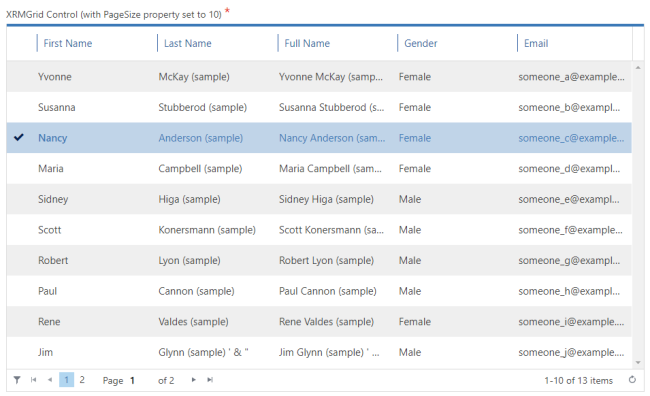 XRMGrid Control (with PageSize property set to 10) *
First Name Last Name Full Name Gender Email
Yvonne McKay (sample) Yvonne McKay (samp... Female someone_a@example...
Susanna Stubberod (sample) Susanna Stubberod (s... Female someone_b@example...
Nancy Anderson (sample) Nancy Anderson (sam... Female someone_c@example...
Maria Campbell (sample) Maria Campbell (sam... Female someone_d@example...
Sidney Higa (sample) Sidney Higa (sample) Male someone_e@exampl...
Scott Konersmann (sample) Scott Konersmann (sa... Male someone_f@example...
Robert Lyon (sample) Robert Lyon (sample) Male someone_g@exampl...
Paul Cannon (sample) Paul Cannon (sample) Male someone_h@exampl...
Rene Valdes (sample) Rene Valdes (sample) Female someone_i@example....
Jim Glynn (sample) ' & " Jim Glynn (sample) ' ... Male someone_j@example....
1 2 Page 1 of 2 1-10 of 13 items